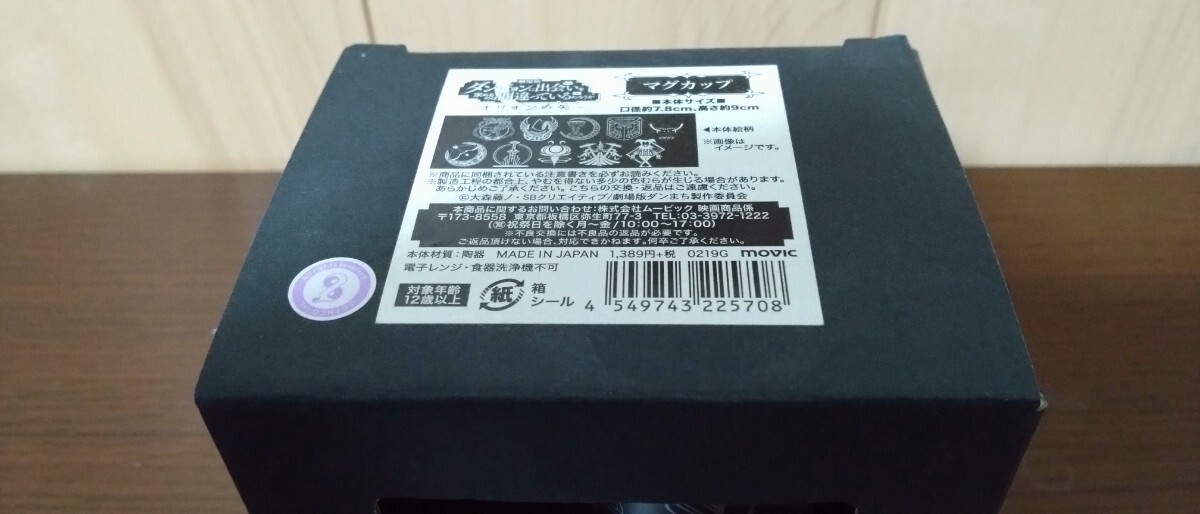 劇場版
ダンジョンに出会いを
求めるのは間違っているだろうか
―オリオンの矢―
マグカップ
■本体サイズ■
口径約7.8cm、高さ約9cm
◀本体絵柄
※画像は
イメージです。
※商品に同梱されている注意書きを必ずお読みください。
※製造工程の都合上、やむを得ない多少の色むらが生じる場合があります。
あらかじめご了承ください。こちらの交換・返品はご遠慮ください。
©大森藤ノ・SBクリエイティブ/劇場版ダンまち製作委員会
本商品に関するお問い合わせ:株式会社ムービック 映画商品係
〒173-8558 東京都板橋区弥生町77-3 TEL:03-3972-1222
(㊗祝祭日を除く月~金/10:00~17:00)
※不良交換には不良品の返品が必要です。
ご返品頂けない場合、対応できかねます。何卒ご了承ください。
本体材質:陶器 MADE IN JAPAN 1,389円+税 0219G movic
電子レンジ・食器洗浄機不可
対象年齢
12歳以上
紙
箱
シール
4 549743 225708